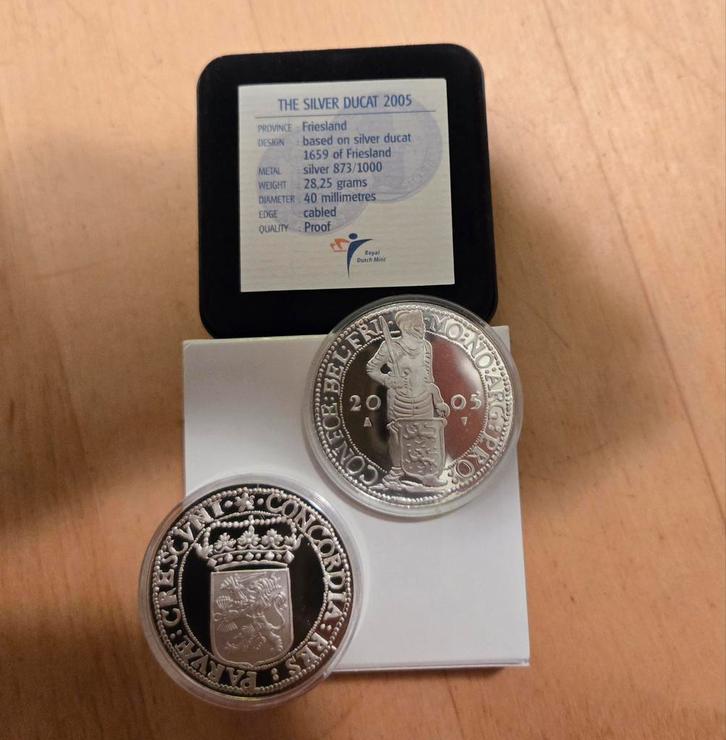 THE SILVER DUCAT 2005
PROVINCE : Friesland
DESIGN : based on silver ducat
1659 of Friesland
METAL : silver 873/1000
WEIGHT : 28,25 grams
DIAMETER : 40 millimetres
EDGE : cabled
QUALITY : Proof
Royal
Dutch Mint
MO·NO·ARG:PRO:CONFOE:BEL:FRI·
20 05
CONCORDIA:RES:PARVÆ:CRESCVNT·